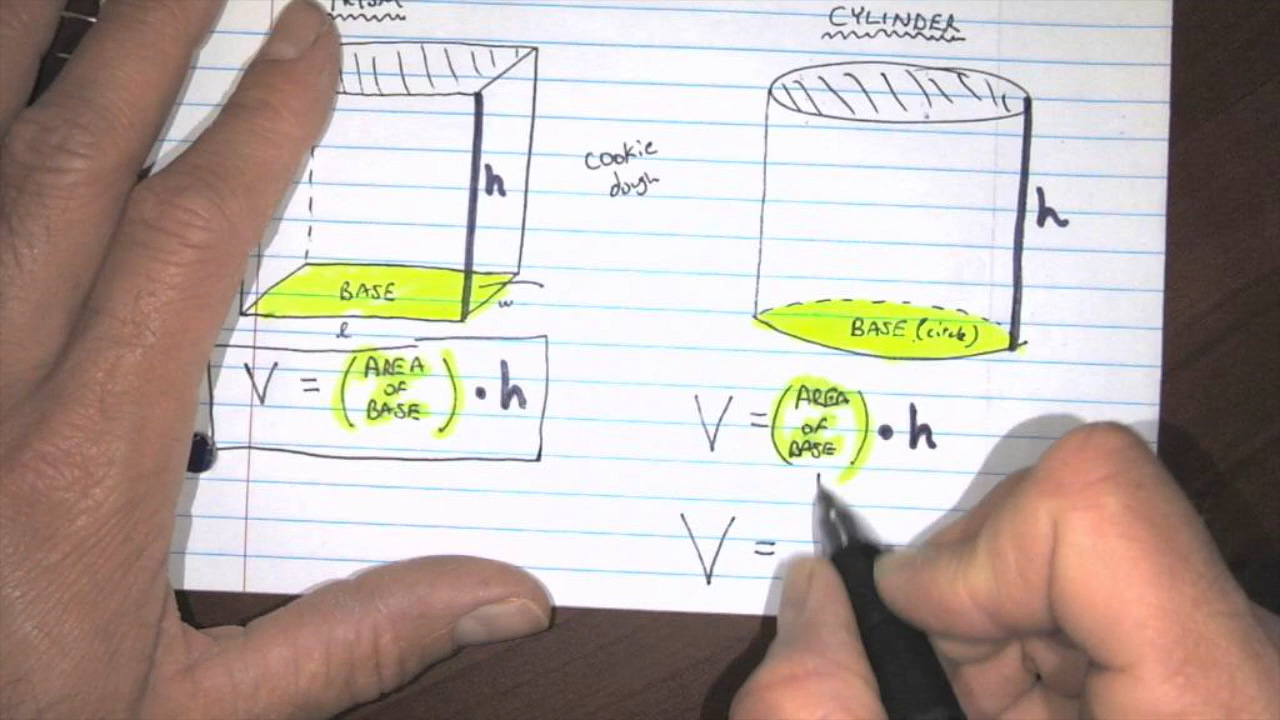 CYLINDER
h
cookie
dough
h
BASE
w
l
BASE (circle)
V = (AREA OF BASE) · h
V = (AREA OF BASE) · h
V =